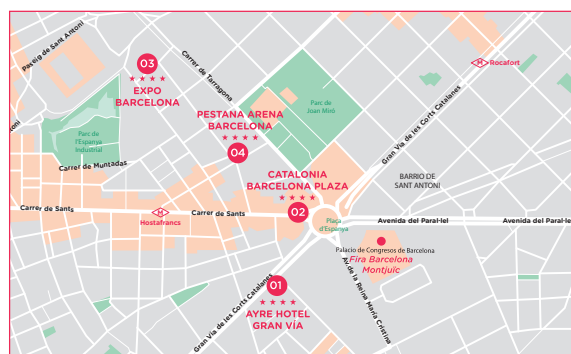 Passeig de Sant Antoni
03
★ ★ ★ ★
EXPO
BARCELONA
Carrer de Tarragona
M
Rocafort
Parc de
Joan Miró
PESTANA ARENA
BARCELONA
★ ★ ★ ★
04
Parc de
l'Espanya
Industrial
Carrer de Muntadas
Gran Via de les Corts Catalanes
CATALONIA
BARCELONA PLAZA
★ ★ ★ ★
02
BARRIO DE
SANT ANTONI
Carrer de Sants
M
Hostafrancs
Carrer de Sants
Plaça
d'Espanya
Avenida del Paral·lel
Avenida del Paral·lel
Palacio de Congresos de Barcelona
Fira Barcelona
Montjuïc
Av. de la Reina Maria Cristina
01
★ ★ ★ ★
AYRE HOTEL
GRAN VÍA
Gran Via de les Corts Catalanes